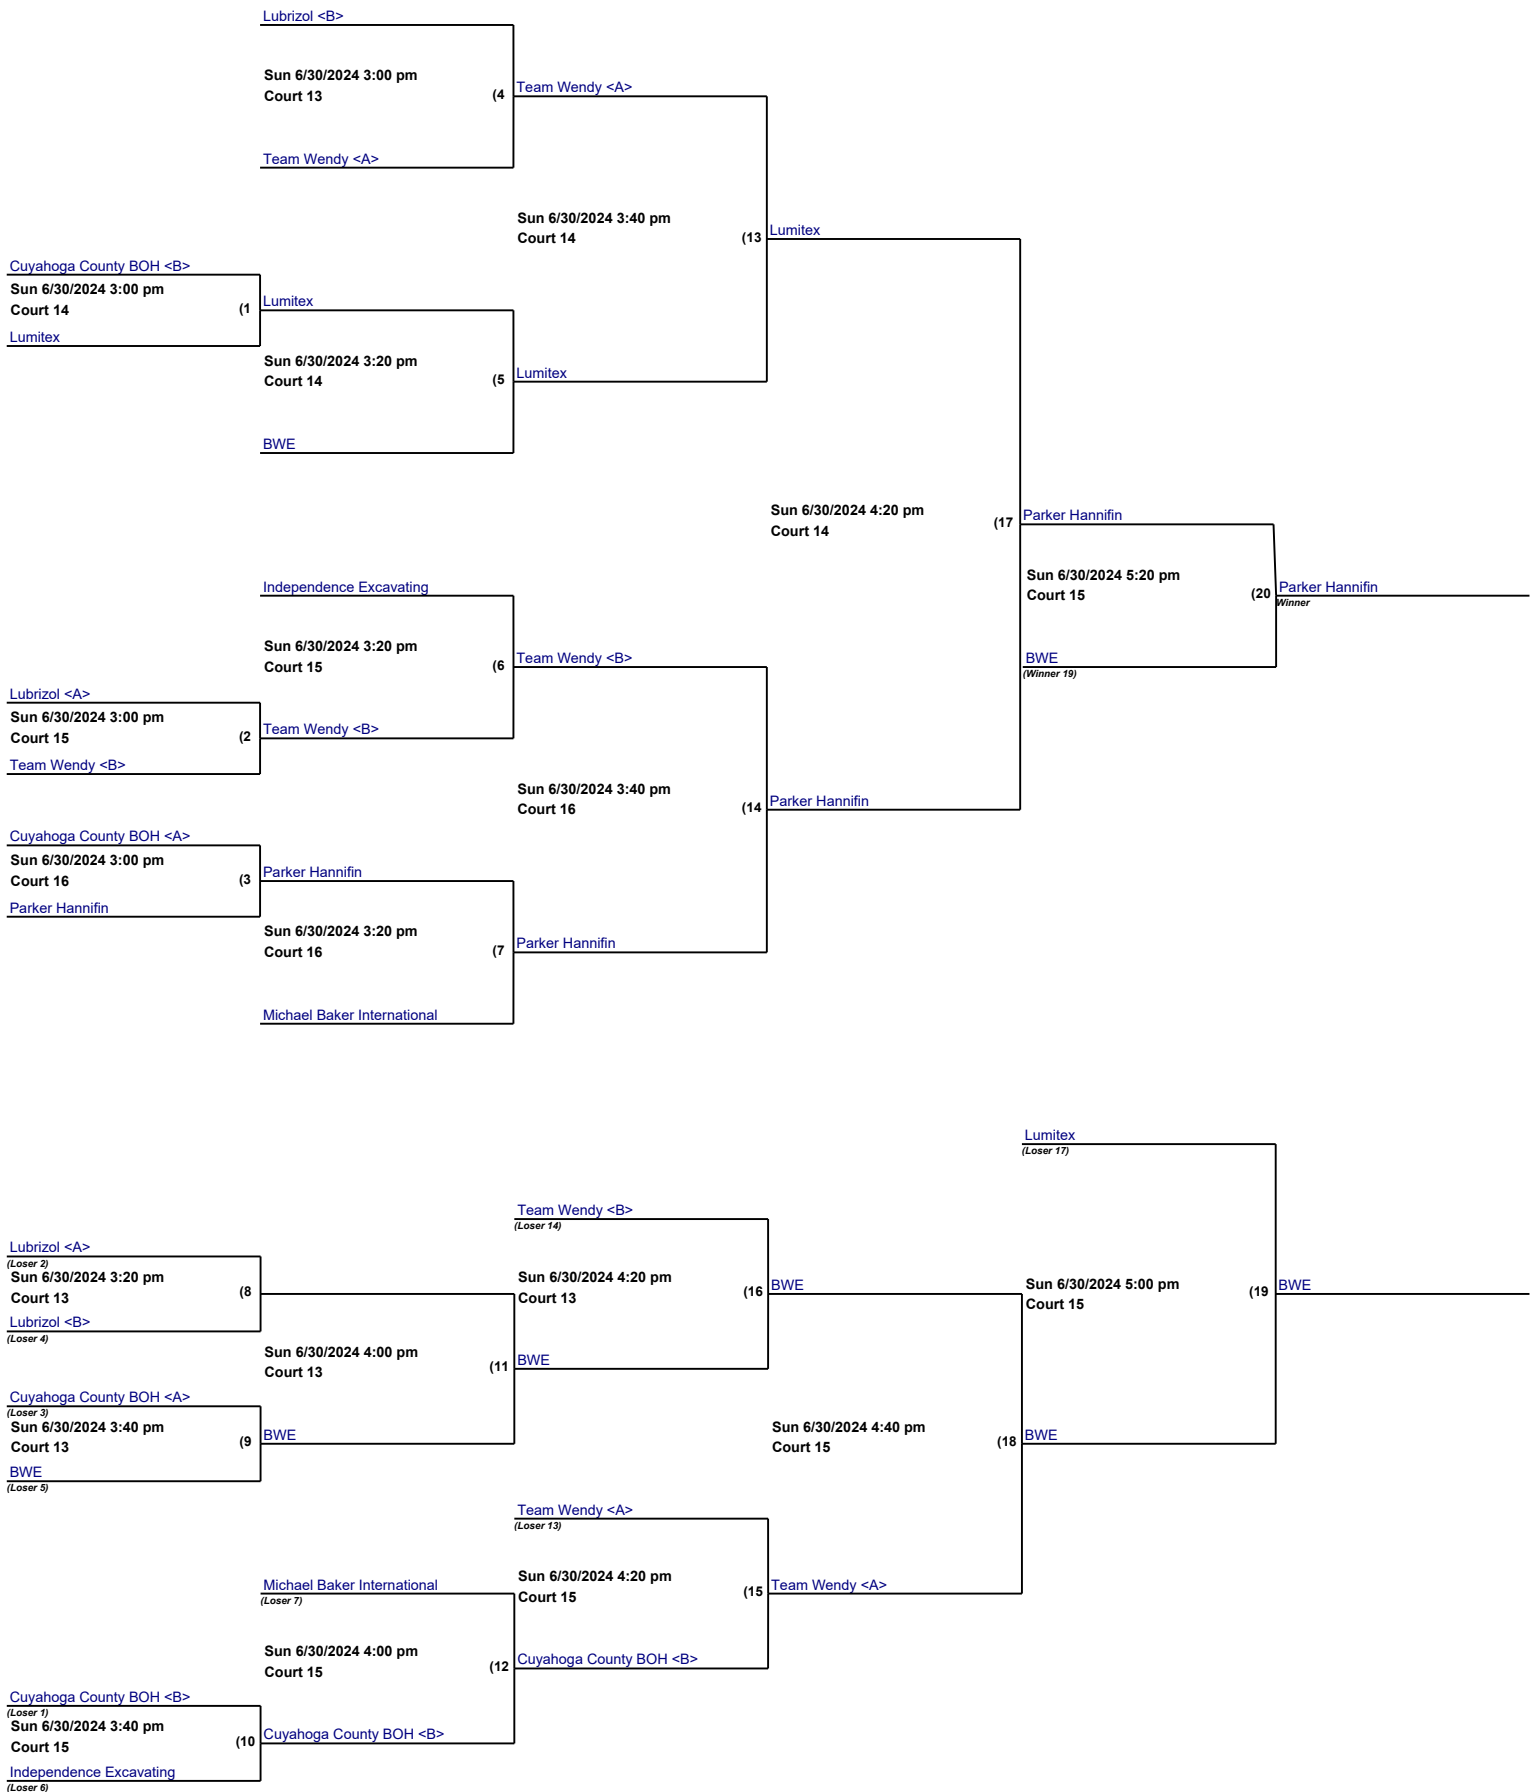 Lubrizol <B>
Sun 6/30/2024 3:00 pm
Court 13
(4
Team Wendy <A>
Team Wendy <A>
Sun 6/30/2024 3:40 pm
Court 14
(13
Lumitex
Cuyahoga County BOH <B>
Sun 6/30/2024 3:00 pm
Court 14
(1
Lumitex
Lumitex
Sun 6/30/2024 3:20 pm
Court 14
(5
Lumitex
BWE
Sun 6/30/2024 4:20 pm
Court 14
(17
Parker Hannifin
Independence Excavating
Sun 6/30/2024 5:20 pm
Court 15
(20
Parker Hannifin
Winner
Sun 6/30/2024 3:20 pm
Court 15
(6
Team Wendy <B>
BWE
(Winner 19)
Lubrizol <A>
Sun 6/30/2024 3:00 pm
Court 15
(2
Team Wendy <B>
Team Wendy <B>
Sun 6/30/2024 3:40 pm
Court 16
(14
Parker Hannifin
Cuyahoga County BOH <A>
Sun 6/30/2024 3:00 pm
Court 16
(3
Parker Hannifin
Parker Hannifin
Sun 6/30/2024 3:20 pm
Court 16
(7
Parker Hannifin
Michael Baker International
Lumitex
(Loser 17)
Team Wendy <B>
(Loser 14)
Lubrizol <A>
(Loser 2)
Sun 6/30/2024 3:20 pm
Court 13
(8
Sun 6/30/2024 4:20 pm
Court 13
(16
BWE
Sun 6/30/2024 5:00 pm
Court 15
(19
BWE
Lubrizol <B>
(Loser 4)
Sun 6/30/2024 4:00 pm
Court 13
(11
BWE
Cuyahoga County BOH <A>
(Loser 3)
Sun 6/30/2024 3:40 pm
Court 13
(9
BWE
Sun 6/30/2024 4:40 pm
Court 15
(18
BWE
BWE
(Loser 5)
Team Wendy <A>
(Loser 13)
Michael Baker International
(Loser 7)
Sun 6/30/2024 4:20 pm
Court 15
(15
Team Wendy <A>
Sun 6/30/2024 4:00 pm
Court 15
(12
Cuyahoga County BOH <B>
Cuyahoga County BOH <B>
(Loser 1)
Sun 6/30/2024 3:40 pm
Court 15
(10
Cuyahoga County BOH <B>
Independence Excavating
(Loser 6)